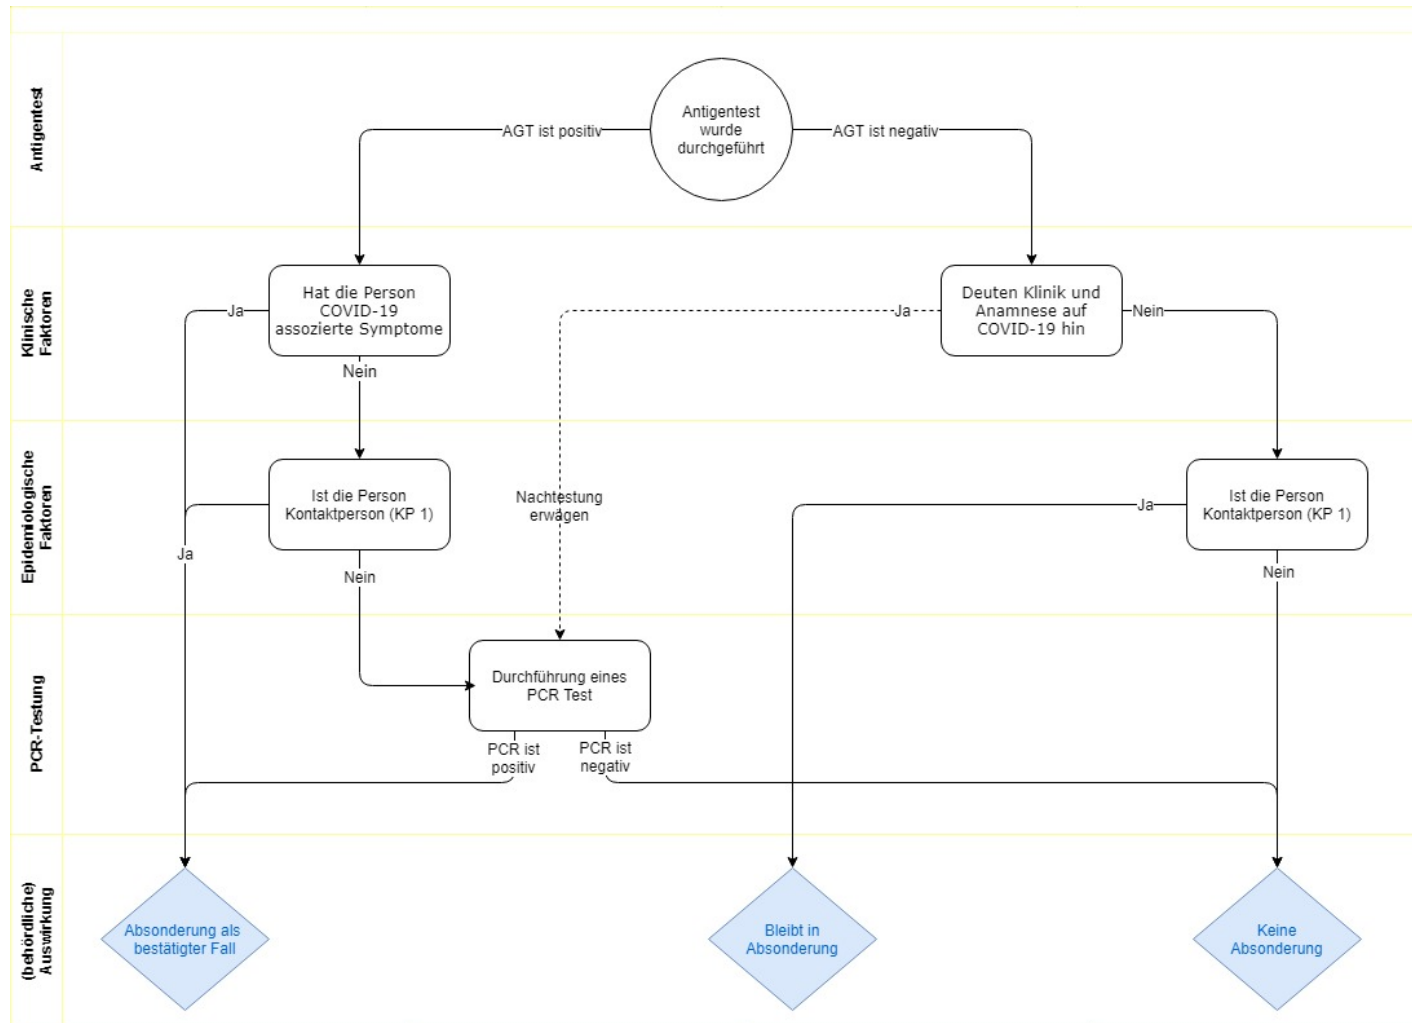 Antigentest
Antigentest
wurde
durchgeführt
AGT ist positiv
AGT ist negativ
Klinische
Faktoren
Hat die Person
COVID-19
assozierte Symptome
Ja
Nein
Deuten Klinik und
Anamnese auf
COVID-19 hin
Ja
Nein
Epidemiologische
Faktoren
Ist die Person
Kontaktperson (KP 1)
Ja
Nein
Nachtestung
erwägen
Ist die Person
Kontaktperson (KP 1)
Ja
Nein
PCR-Testung
Durchführung eines
PCR Test
PCR ist
positiv
PCR ist
negativ
(behördliche)
Auswirkung
Absonderung als
bestätigter Fall
Bleibt in
Absonderung
Keine
Absonderung